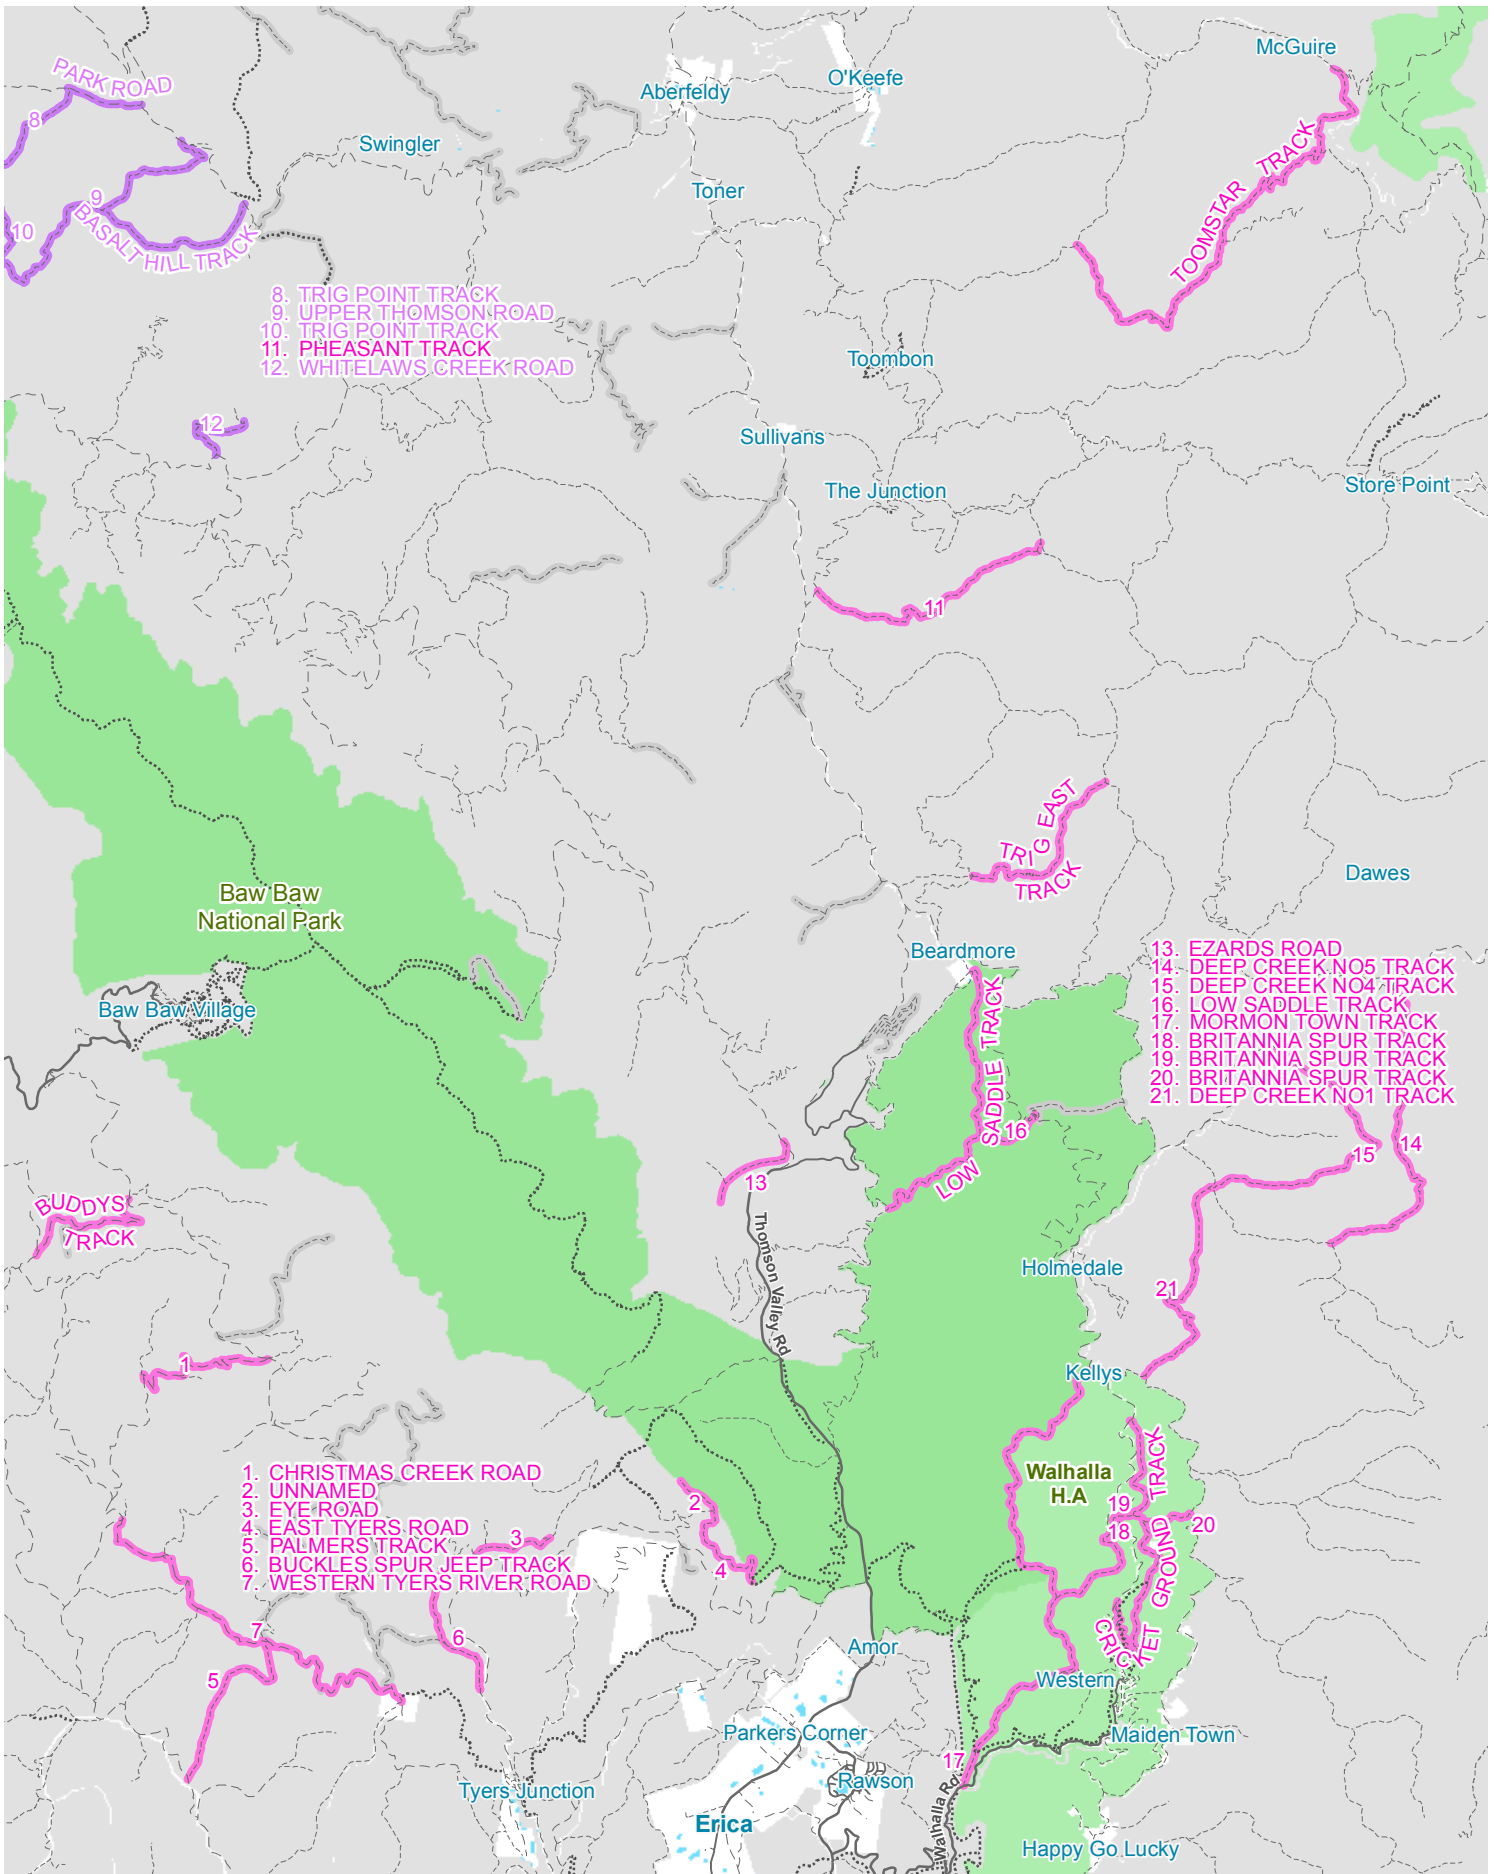 McGuire
PARK ROAD
O'Keefe
Aberfeldy
8
Swingler
TOOMSTAR TRACK
Toner
9
10
BASALT HILL TRACK
8. TRIG POINT TRACK
9. UPPER THOMSON ROAD
10. TRIG POINT TRACK
11. PHEASANT TRACK
12. WHITELAWS CREEK ROAD
Toombon
12
Sullivans
The Junction
Store Point
11
TRIG EAST
TRACK
Dawes
Baw Baw
National Park
Beardmore
13. EZARDS ROAD
14. DEEP CREEK NO5 TRACK
15. DEEP CREEK NO4 TRACK
16. LOW SADDLE TRACK
17. MORMON TOWN TRACK
18. BRITANNIA SPUR TRACK
19. BRITANNIA SPUR TRACK
20. BRITANNIA SPUR TRACK
21. DEEP CREEK NO1 TRACK
Baw Baw Village
LOW SADDLE TRACK
16
14
15
13
BUDDYS
TRACK
Thomson Valley Rd
Holmedale
21
1
Kellys
Walhalla
H.A
1. CHRISTMAS CREEK ROAD
2. UNNAMED
3. EYE ROAD
4. EAST TYERS ROAD
5. PALMERS TRACK
6. BUCKLES SPUR JEEP TRACK
7. WESTERN TYERS RIVER ROAD
2
3
4
19
18
20
CRICKET GROUND TRACK
7
6
5
Amor
Western
Parkers Corner
Maiden Town
17
Rawson
Tyers Junction
Walhalla Rd
Erica
Happy Go Lucky